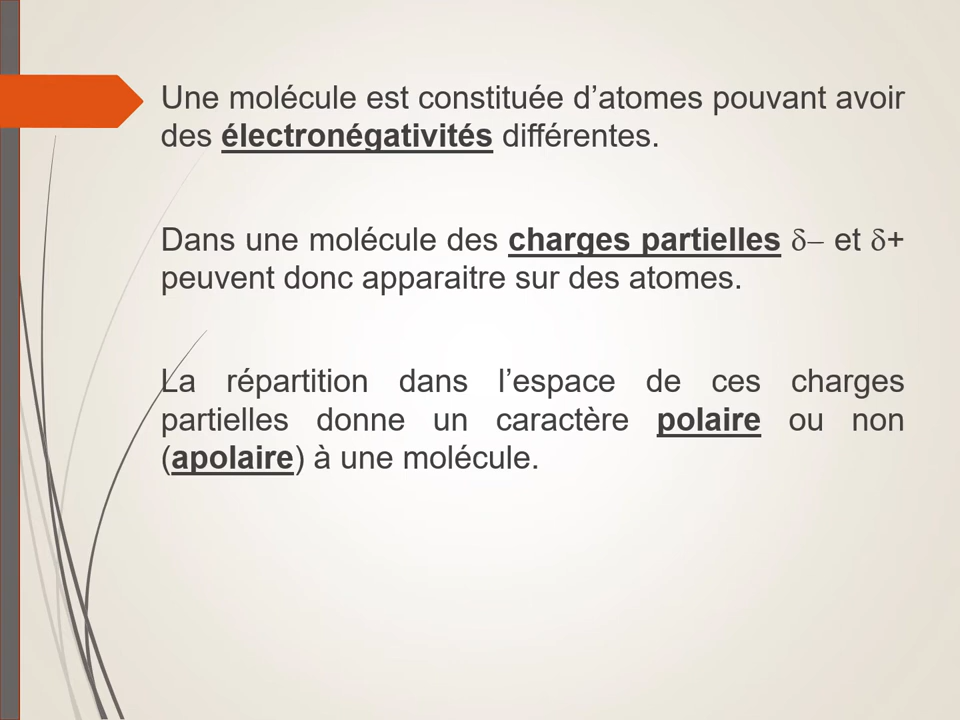 Une molécule est constituée d’atomes pouvant avoir
des électronégativités différentes.
Dans une molécule des charges partielles δ– et δ+
peuvent donc apparaitre sur des atomes.
La répartition dans l’espace de ces charges
partielles donne un caractère polaire ou non
(apolaire) à une molécule.